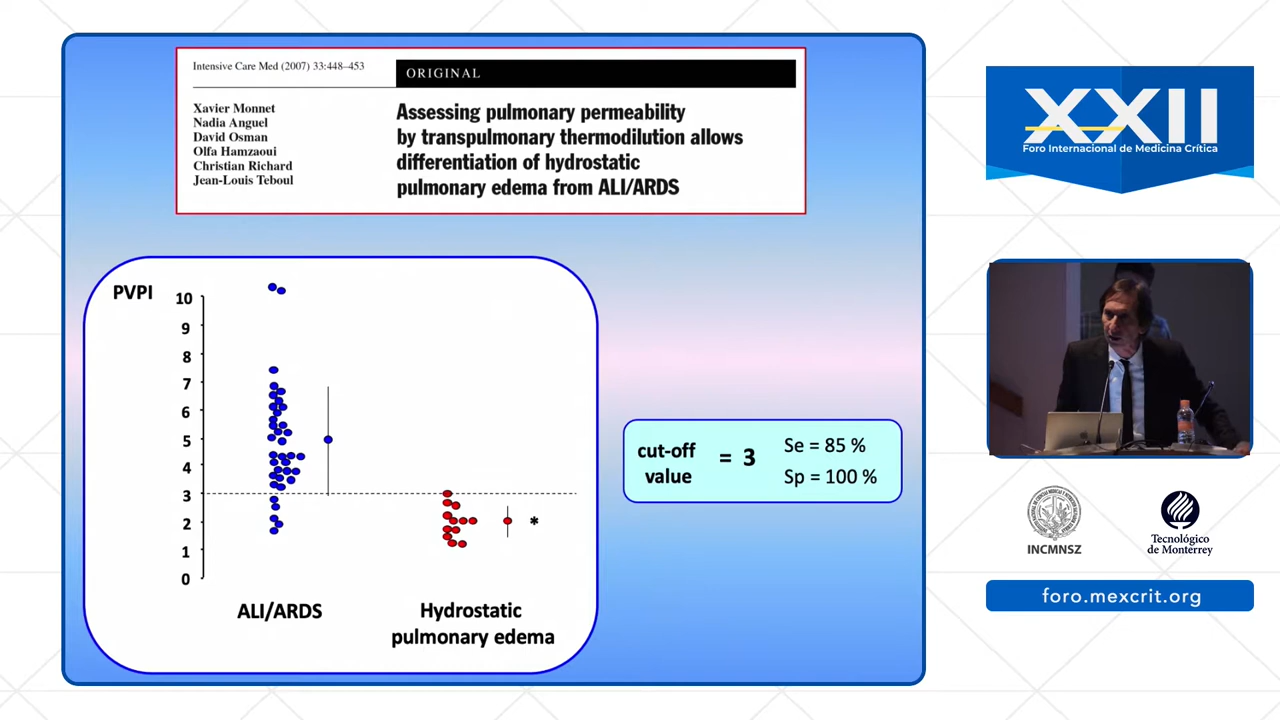 Intensive Care Med (2007) 33:448–453
ORIGINAL
Xavier Monnet
Nadia Anguel
David Osman
Olfa Hamzaoui
Christian Richard
Jean-Louis Teboul
Assessing pulmonary permeability
by transpulmonary thermodilution allows
differentiation of hydrostatic
pulmonary edema from ALI/ARDS
PVPI
10
9
8
7
6
5
4
3
2
1
0
*
ALI/ARDS
Hydrostatic
pulmonary edema
cut-off
value
= 3
Se = 85 %
Sp = 100 %
XXII
Foro Internacional de Medicina Crítica
INCMNSZ
Tecnológico
de Monterrey
foro.mexcrit.org